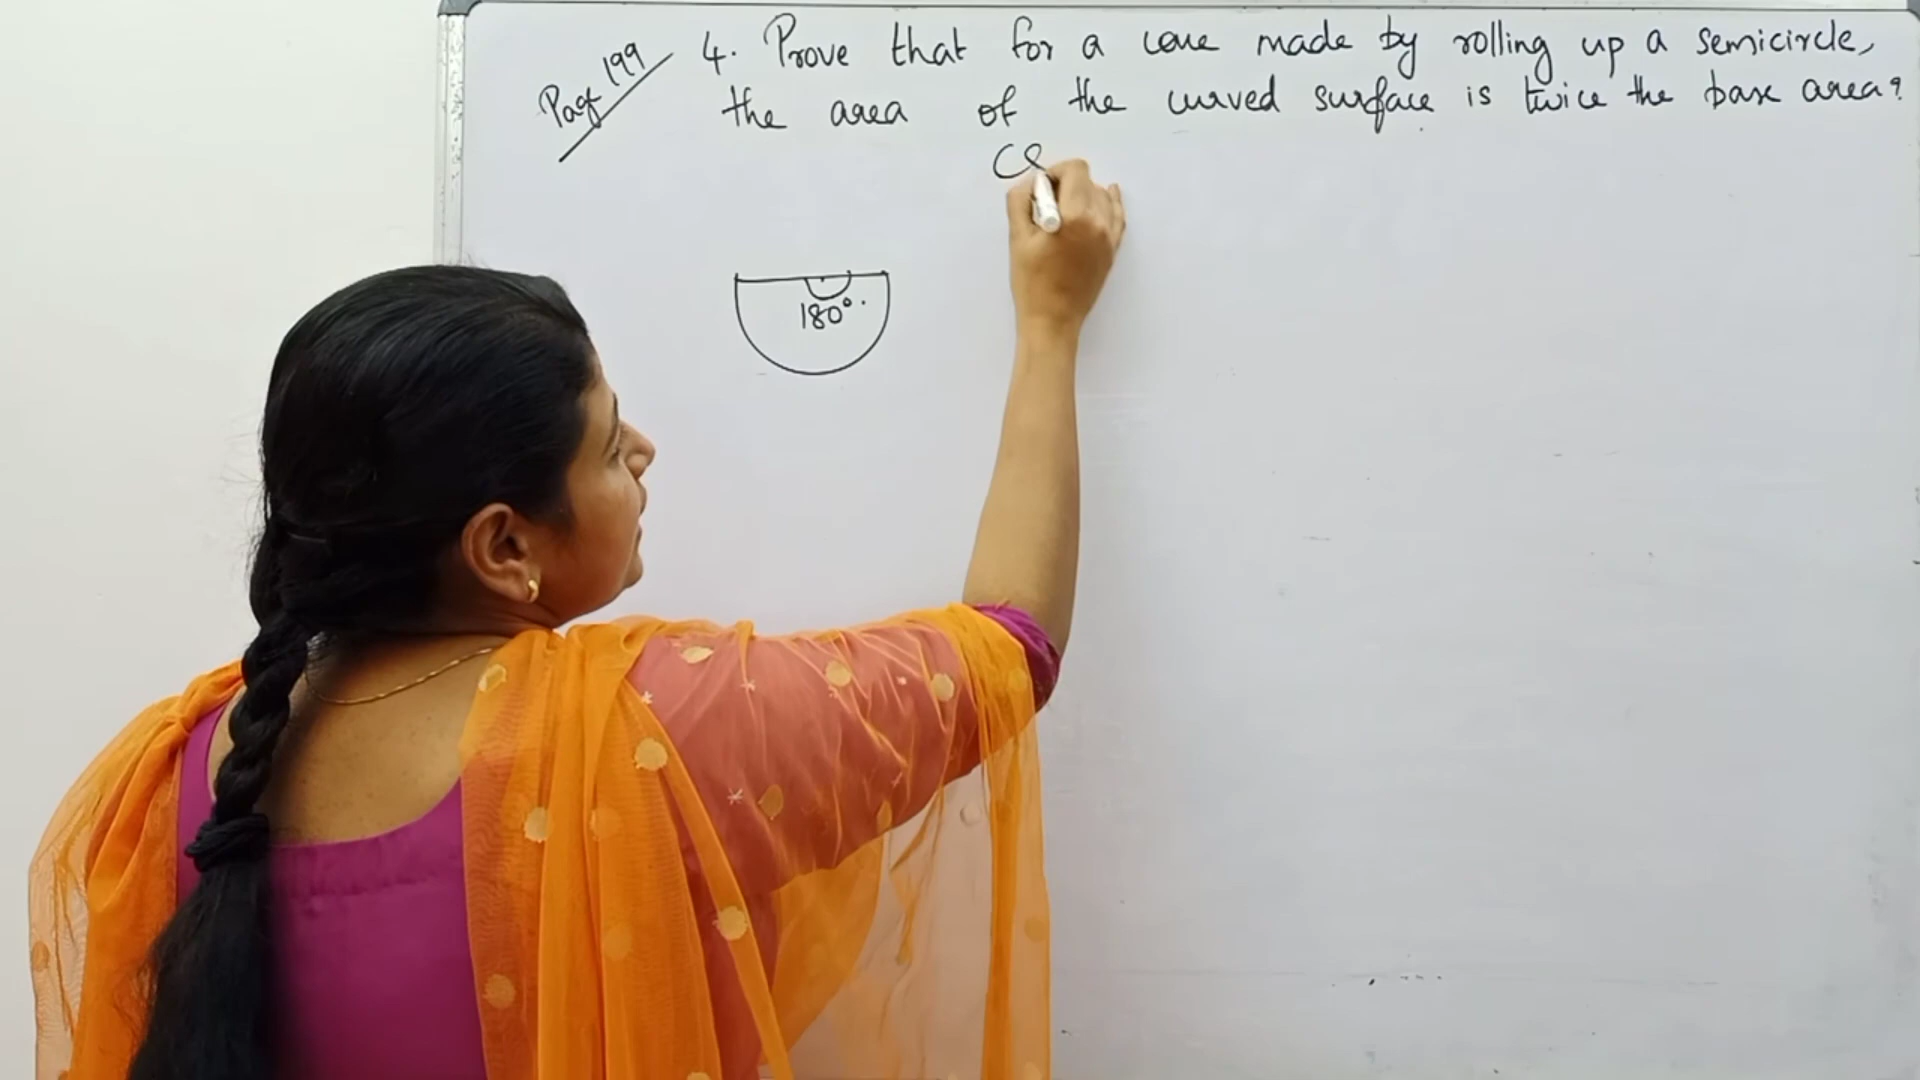 Page 199
4. Prove that for a cone made by rolling up a semicircle,
the area of the curved surface is twice the base area?
CS
180°.